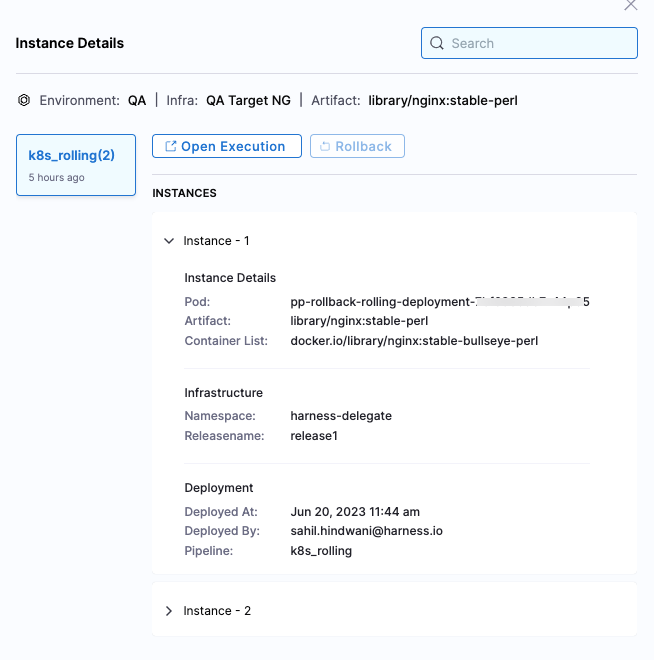 Instance Details
Search
Environment: QA | Infra: QA Target NG | Artifact: library/nginx:stable-perl
k8s_rolling(2)
5 hours ago
Open Execution
Rollback
INSTANCES
Instance - 1
Instance Details
Pod: pp-rollback-rolling-deployment-
Artifact: library/nginx:stable-perl
Container List: docker.io/library/nginx:stable-bullseye-perl
Infrastructure
Namespace: harness-delegate
Releasename: release1
Deployment
Deployed At: Jun 20, 2023 11:44 am
Deployed By: sahil.hindwani@harness.io
Pipeline: k8s_rolling
Instance - 2